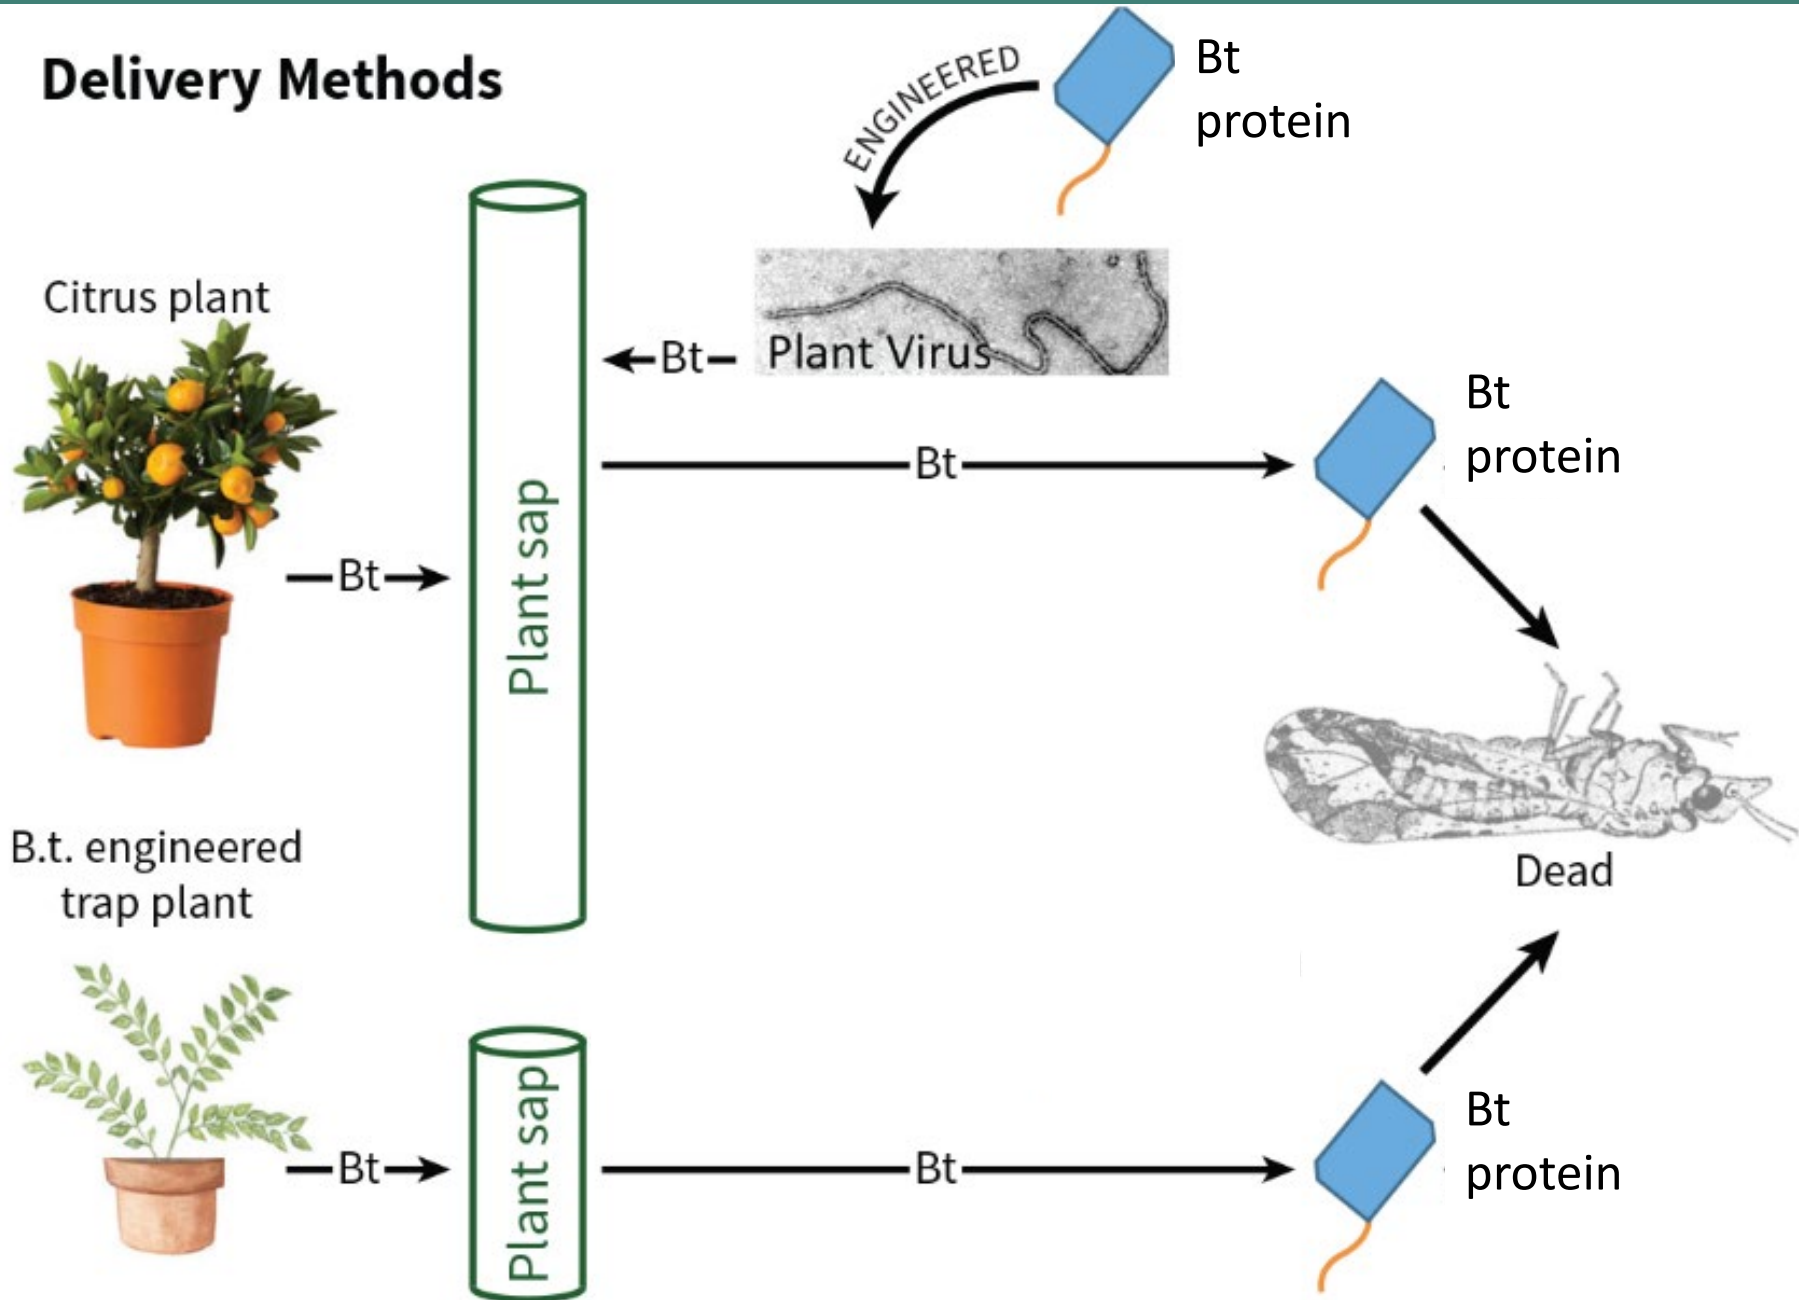 Delivery Methods
ENGINEERED
Bt
protein
Citrus plant
Bt
Plant Virus
Bt
Bt
protein
Plant sap
Bt
B.t. engineered
trap plant
Dead
Plant sap
Bt
Bt
Bt
protein